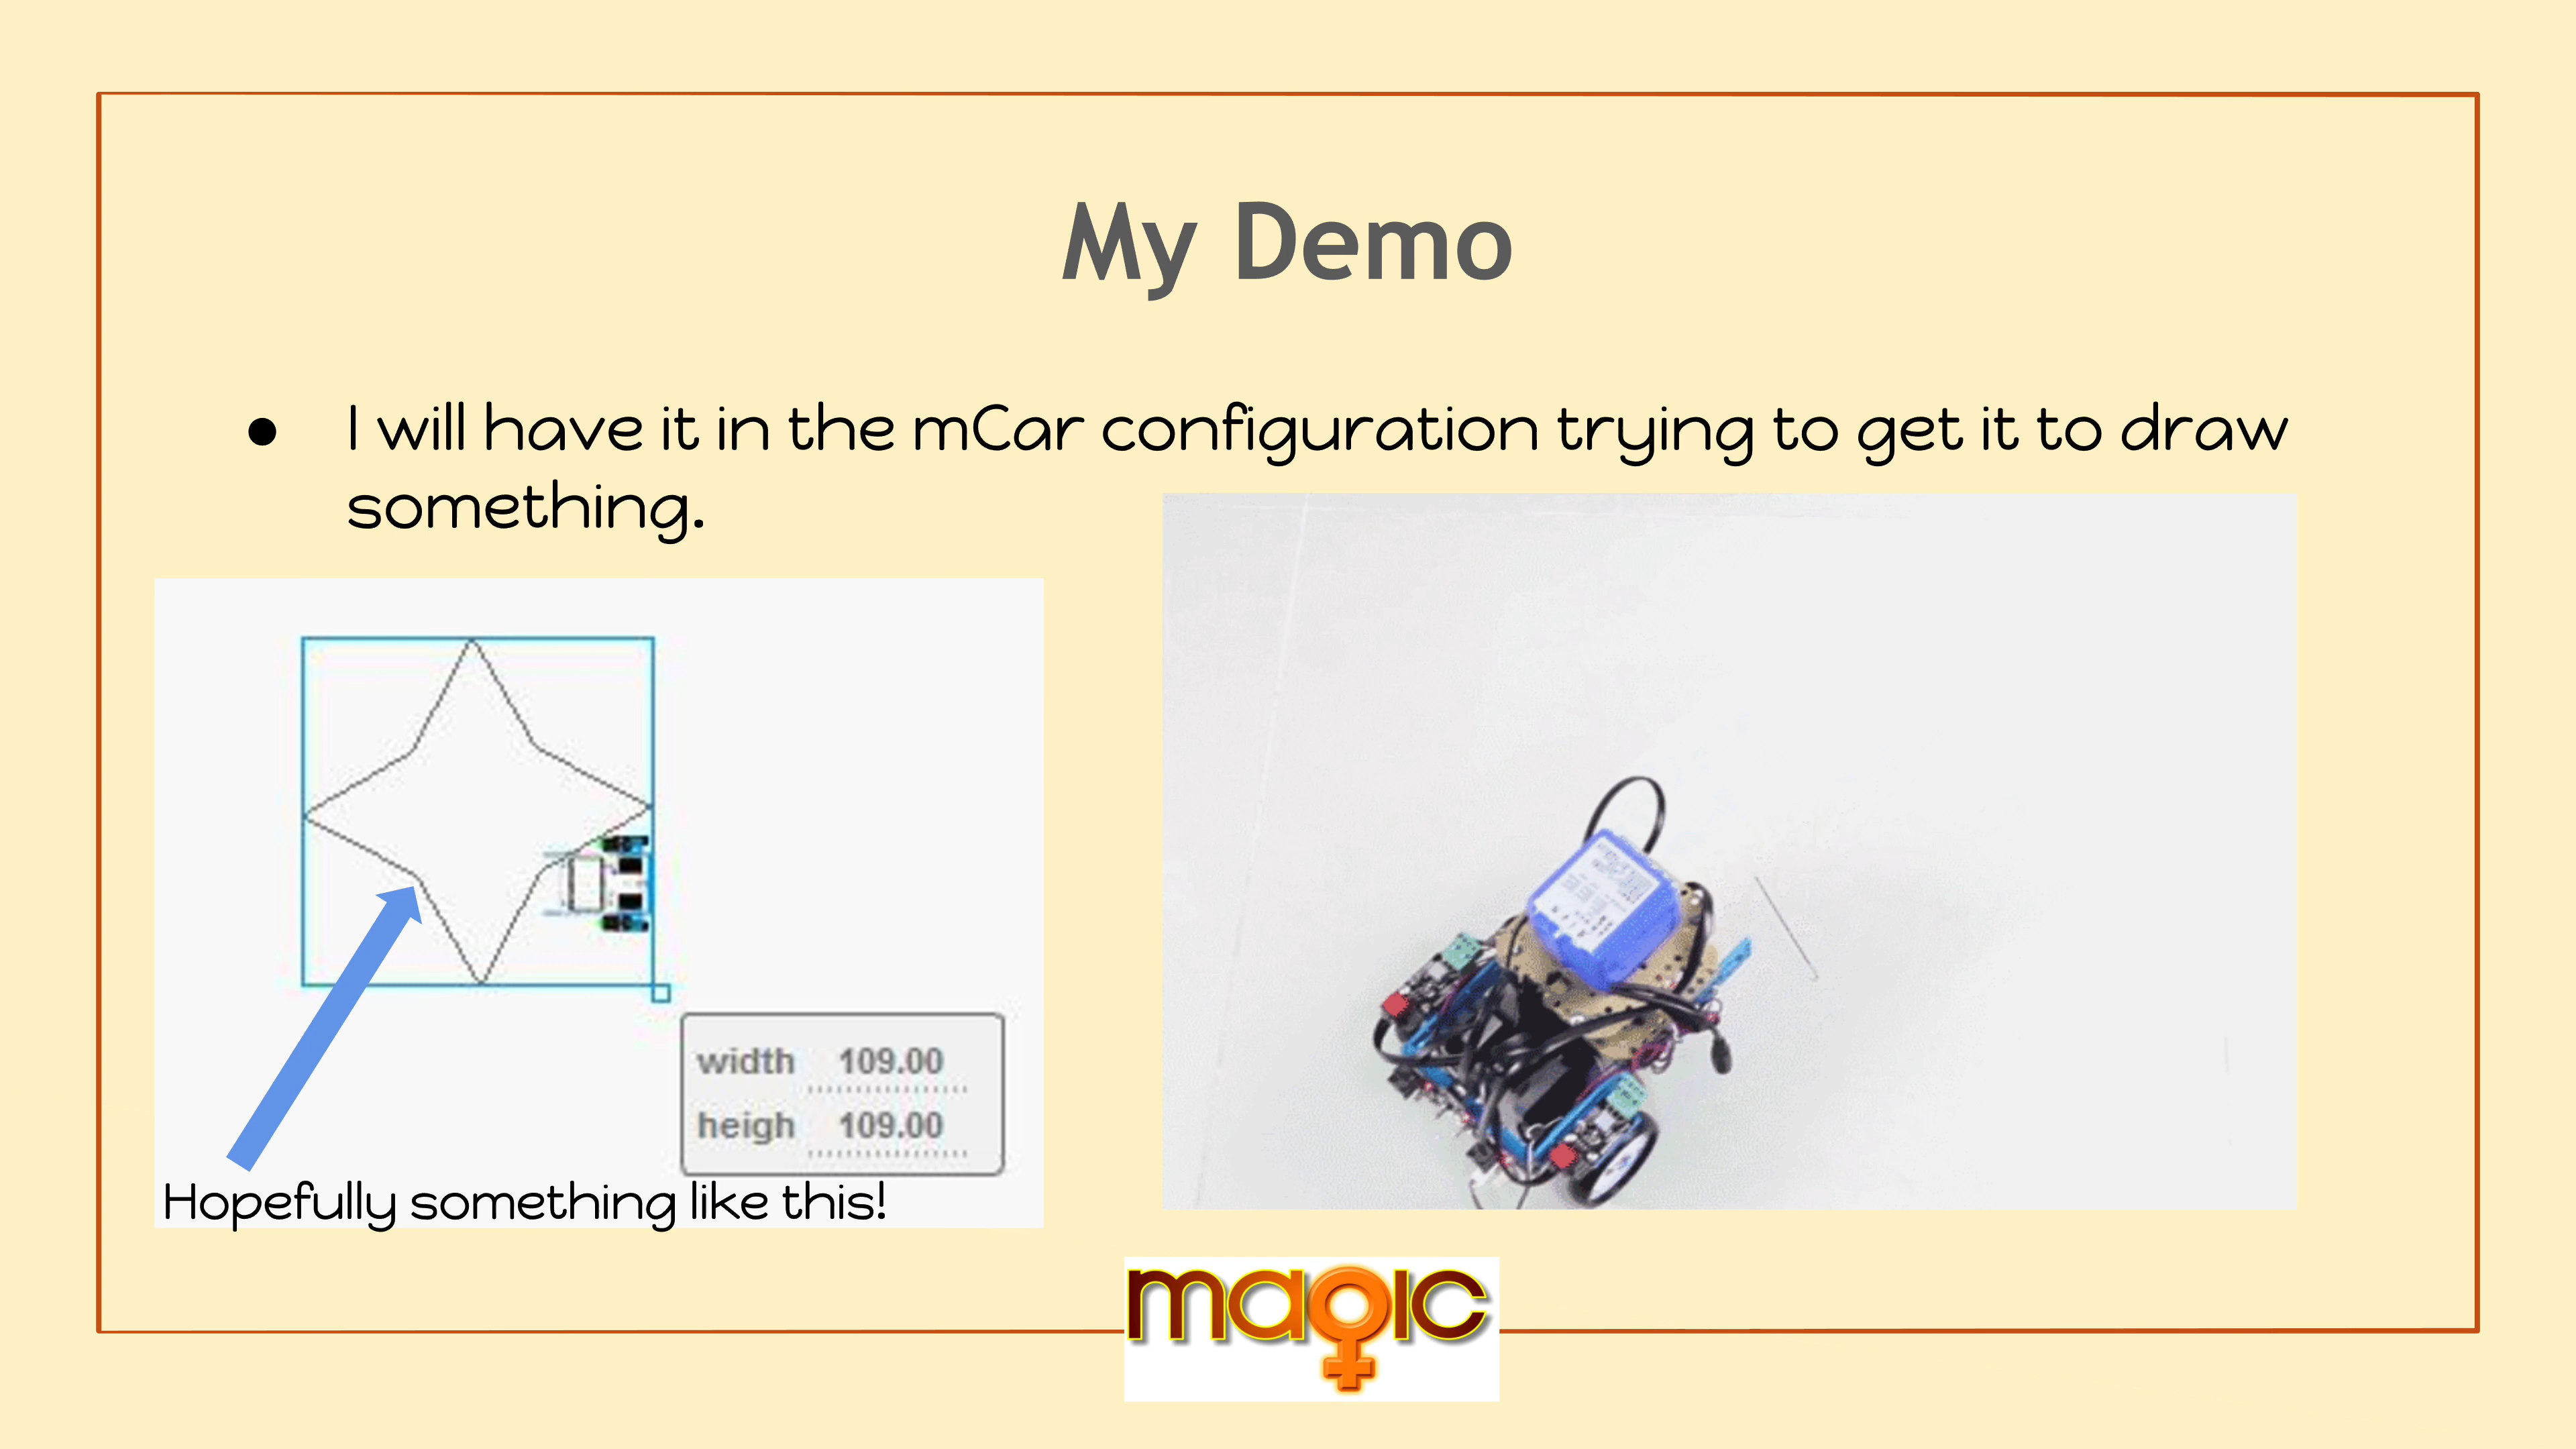 My Demo
● I will have it in the mCar configuration trying to get it to draw
something.
width 109.00
heigh 109.00
Hopefully something like this!
magic